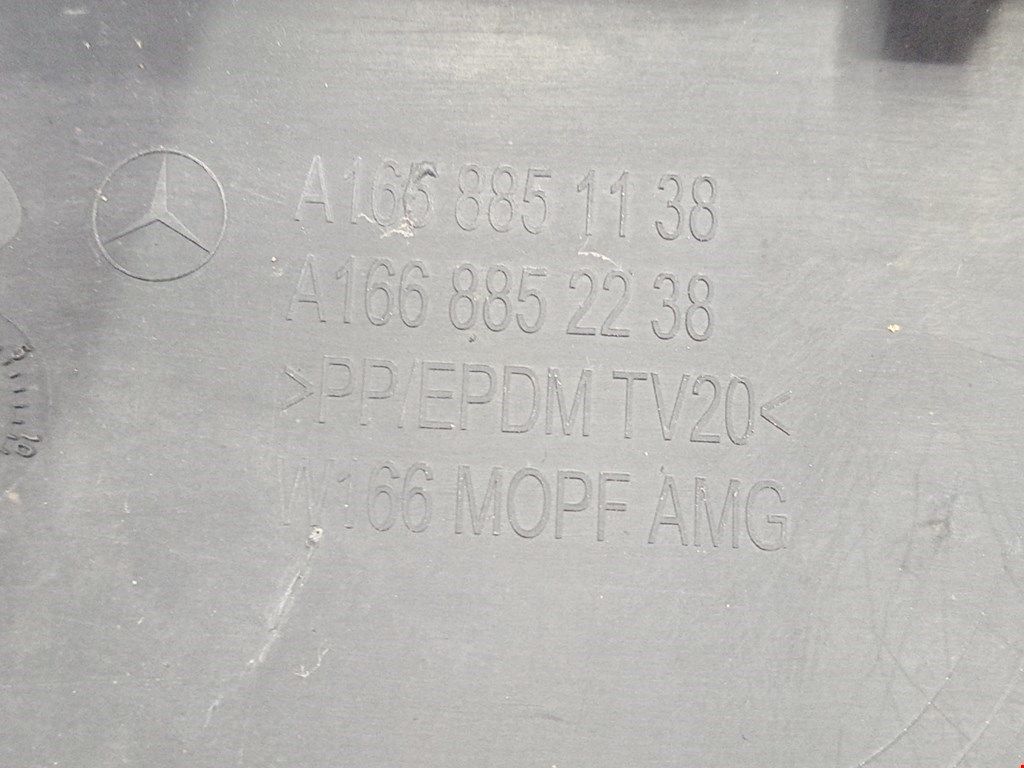 A166 885 11 38
A166 885 22 38
>PP/EPDM TV20<
W166 MOPF AMG